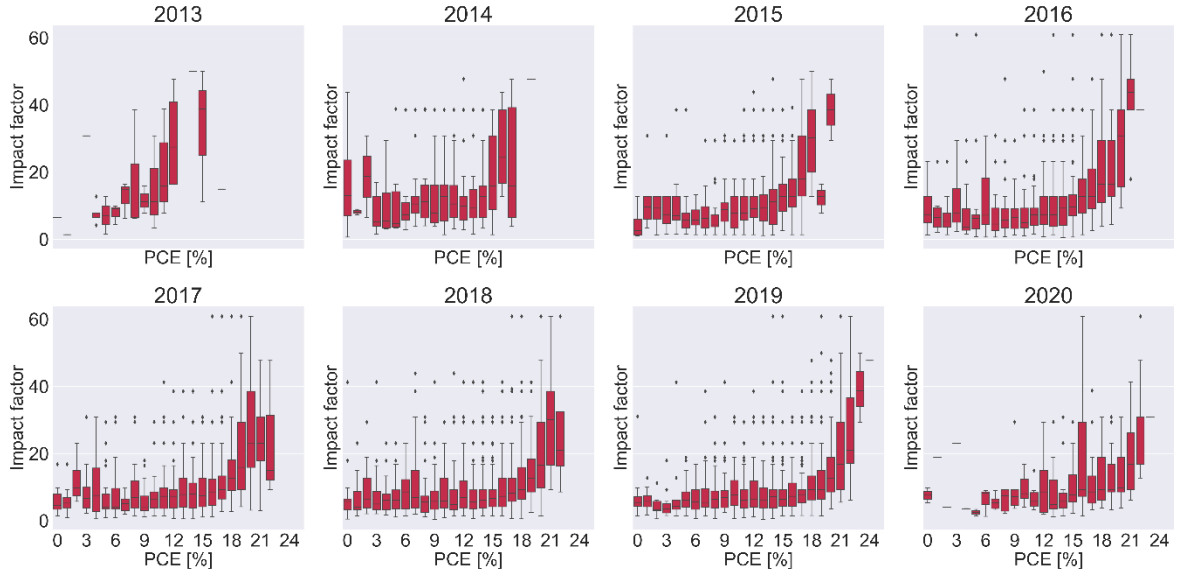 2013 2014 2015 2016
60
40
20
0
Impact factor Impact factor Impact factor Impact factor
PCE [%] PCE [%] PCE [%] PCE [%]
2017 2018 2019 2020
60
40
20
0
Impact factor Impact factor Impact factor Impact factor
0 3 6 9 12 15 18 21 24 0 3 6 9 12 15 18 21 24 0 3 6 9 12 15 18 21 24 0 3 6 9 12 15 18 21 24
PCE [%] PCE [%] PCE [%] PCE [%]